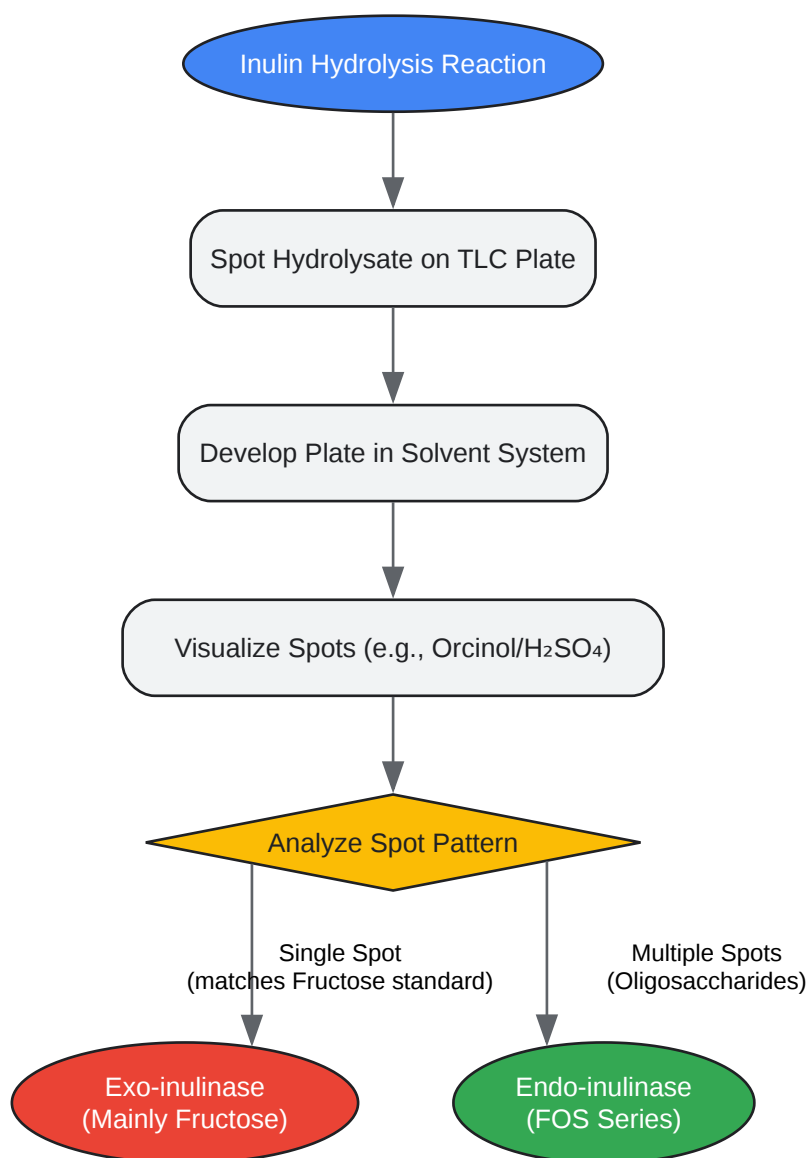 Inulin Hydrolysis Reaction
Spot Hydrolysate on TLC Plate
Develop Plate in Solvent System
Visualize Spots (e.g., Orcinol/H₂SO₄)
Analyze Spot Pattern
Single Spot
(matches Fructose standard)
Multiple Spots
(Oligosaccharides)
Exo-inulinase
(Mainly Fructose)
Endo-inulinase
(FOS Series)